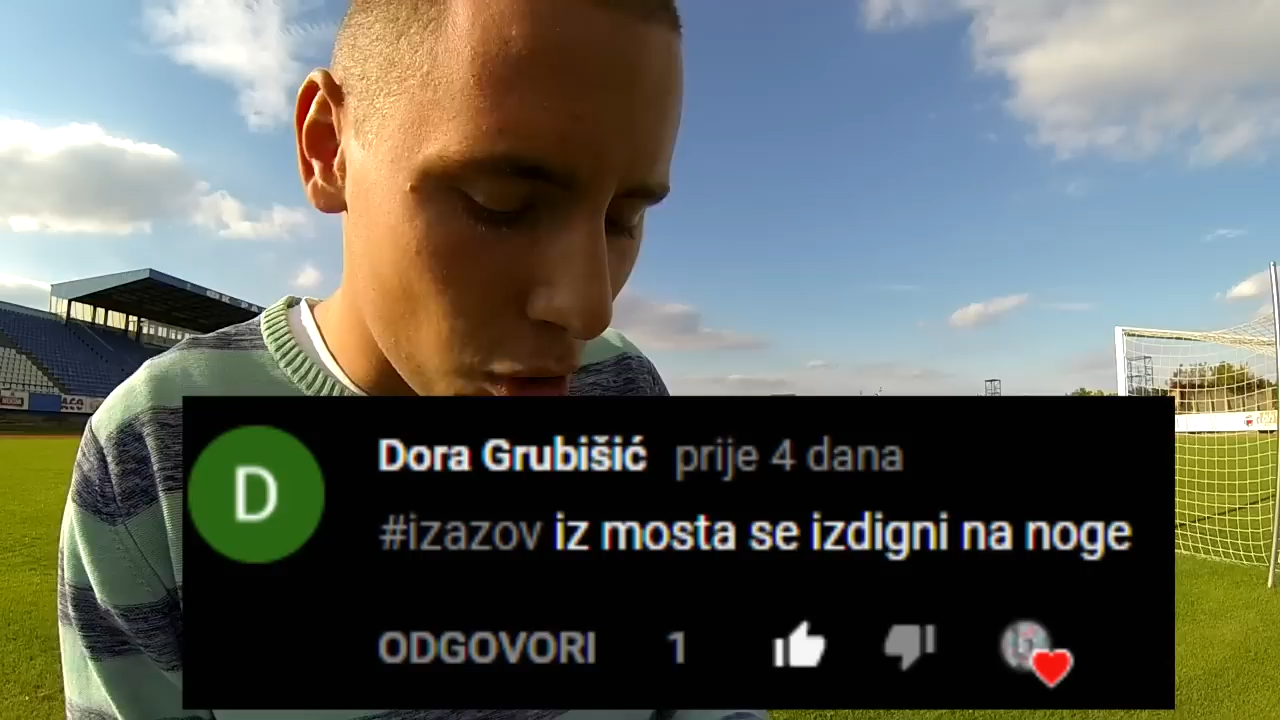 Dora Grubišić prije 4 dana
D
#izazov iz mosta se izdigni na noge
ODGOVORI 1